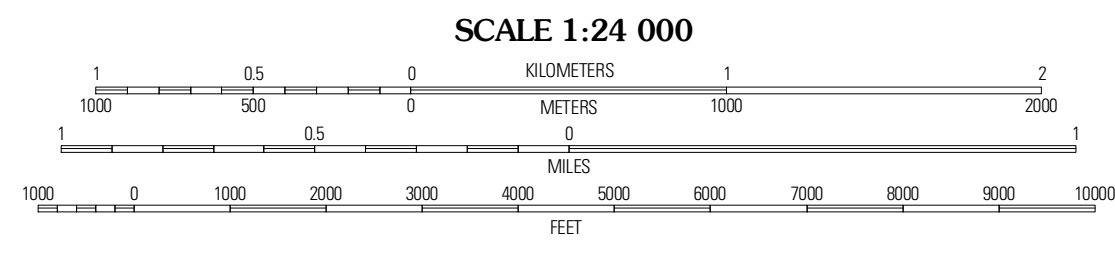 SCALE 1:24 000
1 0.5 0 KILOMETERS 1 2
1000 500 0 METERS 1000 2000
1 0.5 0 1
MILES
1000 0 1000 2000 3000 4000 5000 6000 7000 8000 9000 10000
FEET